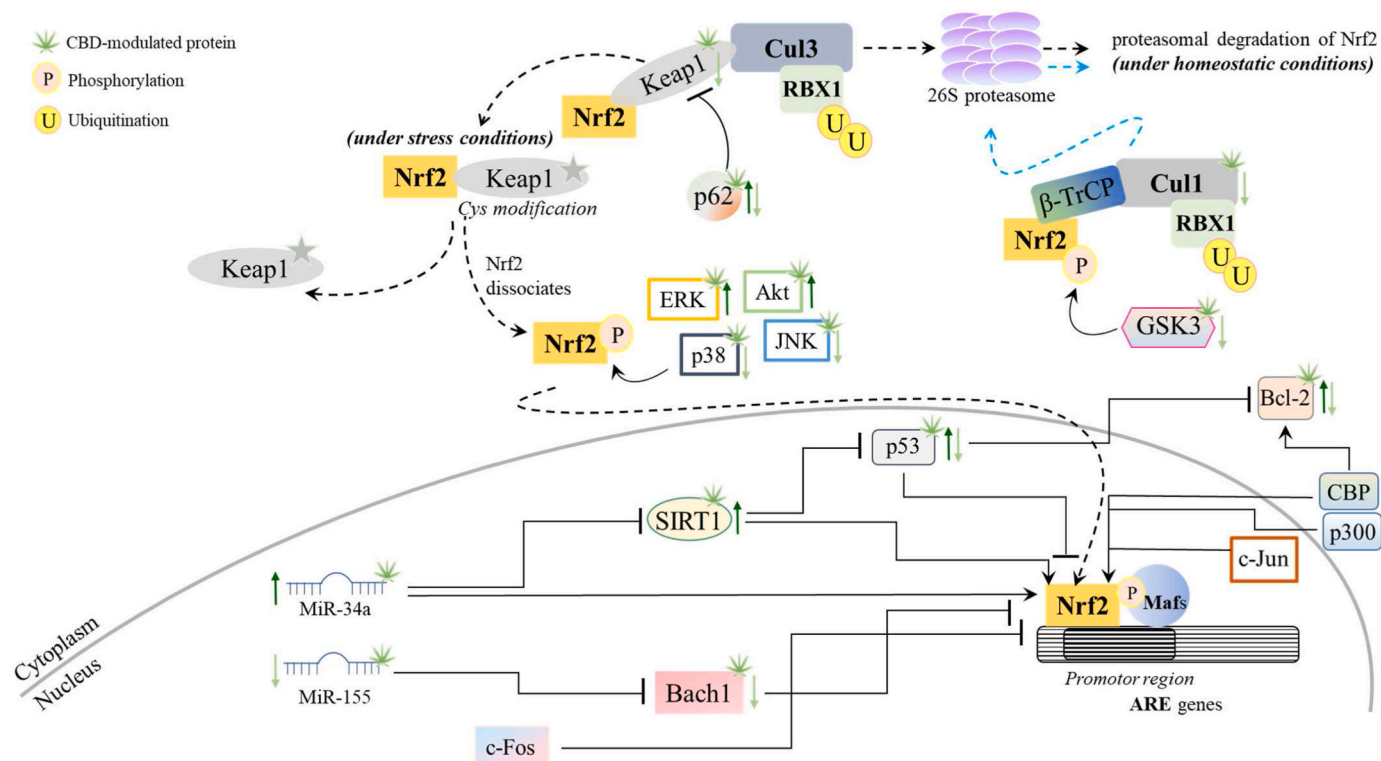 CBD-modulated protein
P
Phosphorylation
U
Ubiquitination
Keap1
Cul3
RBX1
U
U
Nrf2
26S proteasome
proteasomal degradation of Nrf2
(under homeostatic conditions)
(under stress conditions)
Nrf2
Keap1
Cys modification
p62
β-TrCP
Cul1
RBX1
U
U
Nrf2
P
GSK3
Keap1
Nrf2
dissociates
ERK
Akt
p38
JNK
Nrf2
P
Bcl-2
p53
CBP
p300
c-Jun
SIRT1
MiR-34a
Nrf2
P
Mafs
Promotor region
ARE genes
MiR-155
Bach1
c-Fos
Cytoplasm
Nucleus